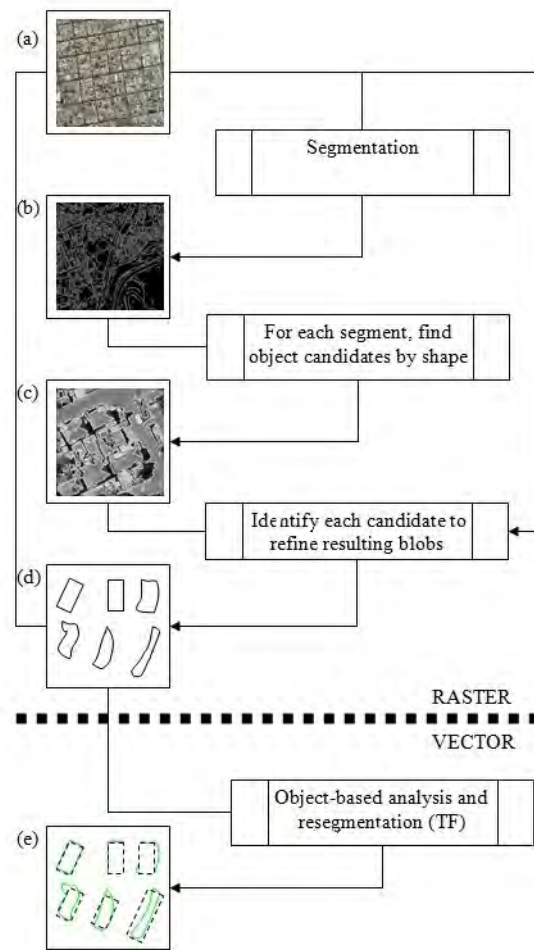 (a)
Segmentation
(b)
For each segment, find
object candidates by shape
(c)
Identify each candidate to
refine resulting blobs
(d)
RASTER
VECTOR
Object-based analysis and
resegmentation (TF)
(e)